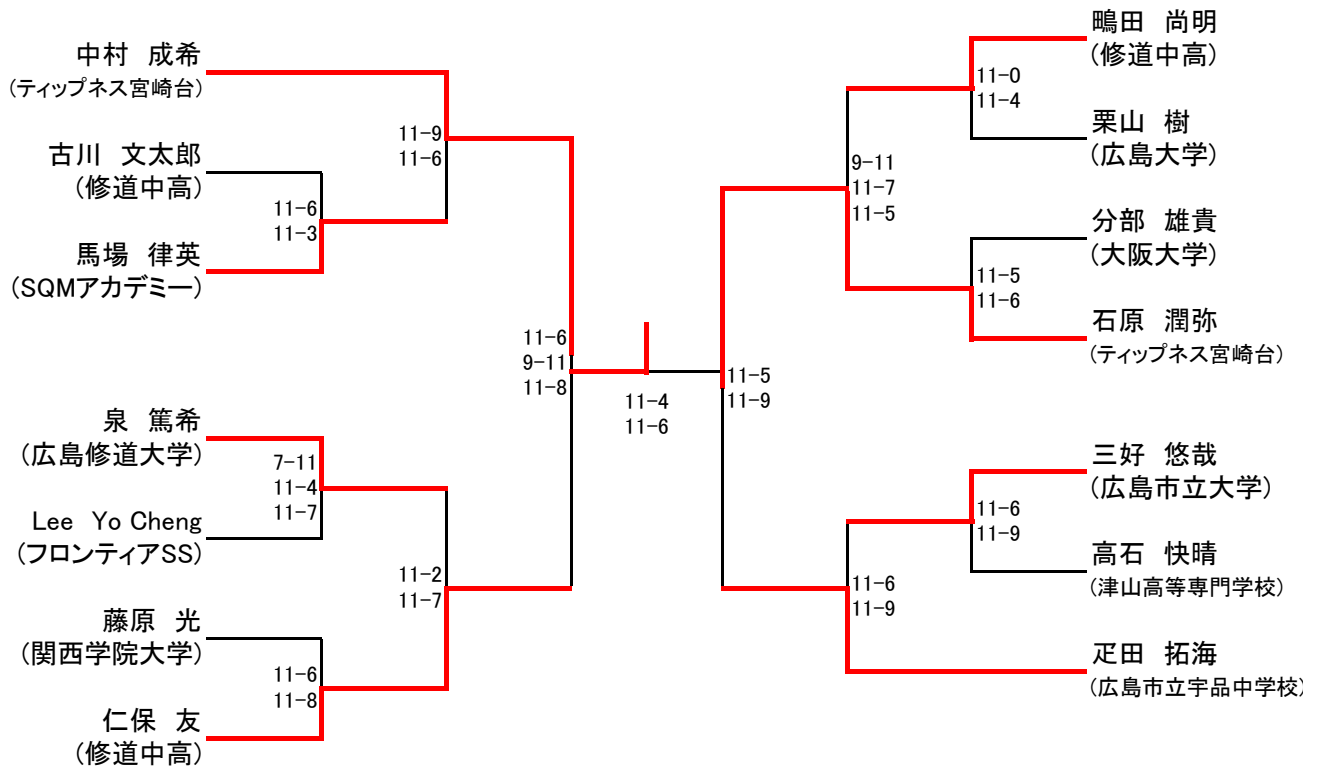 中村 成希
(ティップネス宮崎台)
古川 文太郎
(修道中高)
馬場 律英
(SQMアカデミー)
泉 篤希
(広島修道大学)
Lee Yo Cheng
(フロンティアSS)
藤原 光
(関西学院大学)
仁保 友
(修道中高)
11-6
11-3
7-11
11-4
11-7
11-6
11-8
11-9
11-6
11-2
11-7
11-6
9-11
11-8
11-4
11-6
11-5
11-9
9-11
11-7
11-5
11-6
11-9
11-0
11-4
11-5
11-6
11-6
11-9
鴫田 尚明
(修道中高)
栗山 樹
(広島大学)
分部 雄貴
(大阪大学)
石原 潤弥
(ティップネス宮崎台)
三好 悠哉
(広島市立大学)
高石 快晴
(津山高等専門学校)
疋田 拓海
(広島市立宇品中学校)